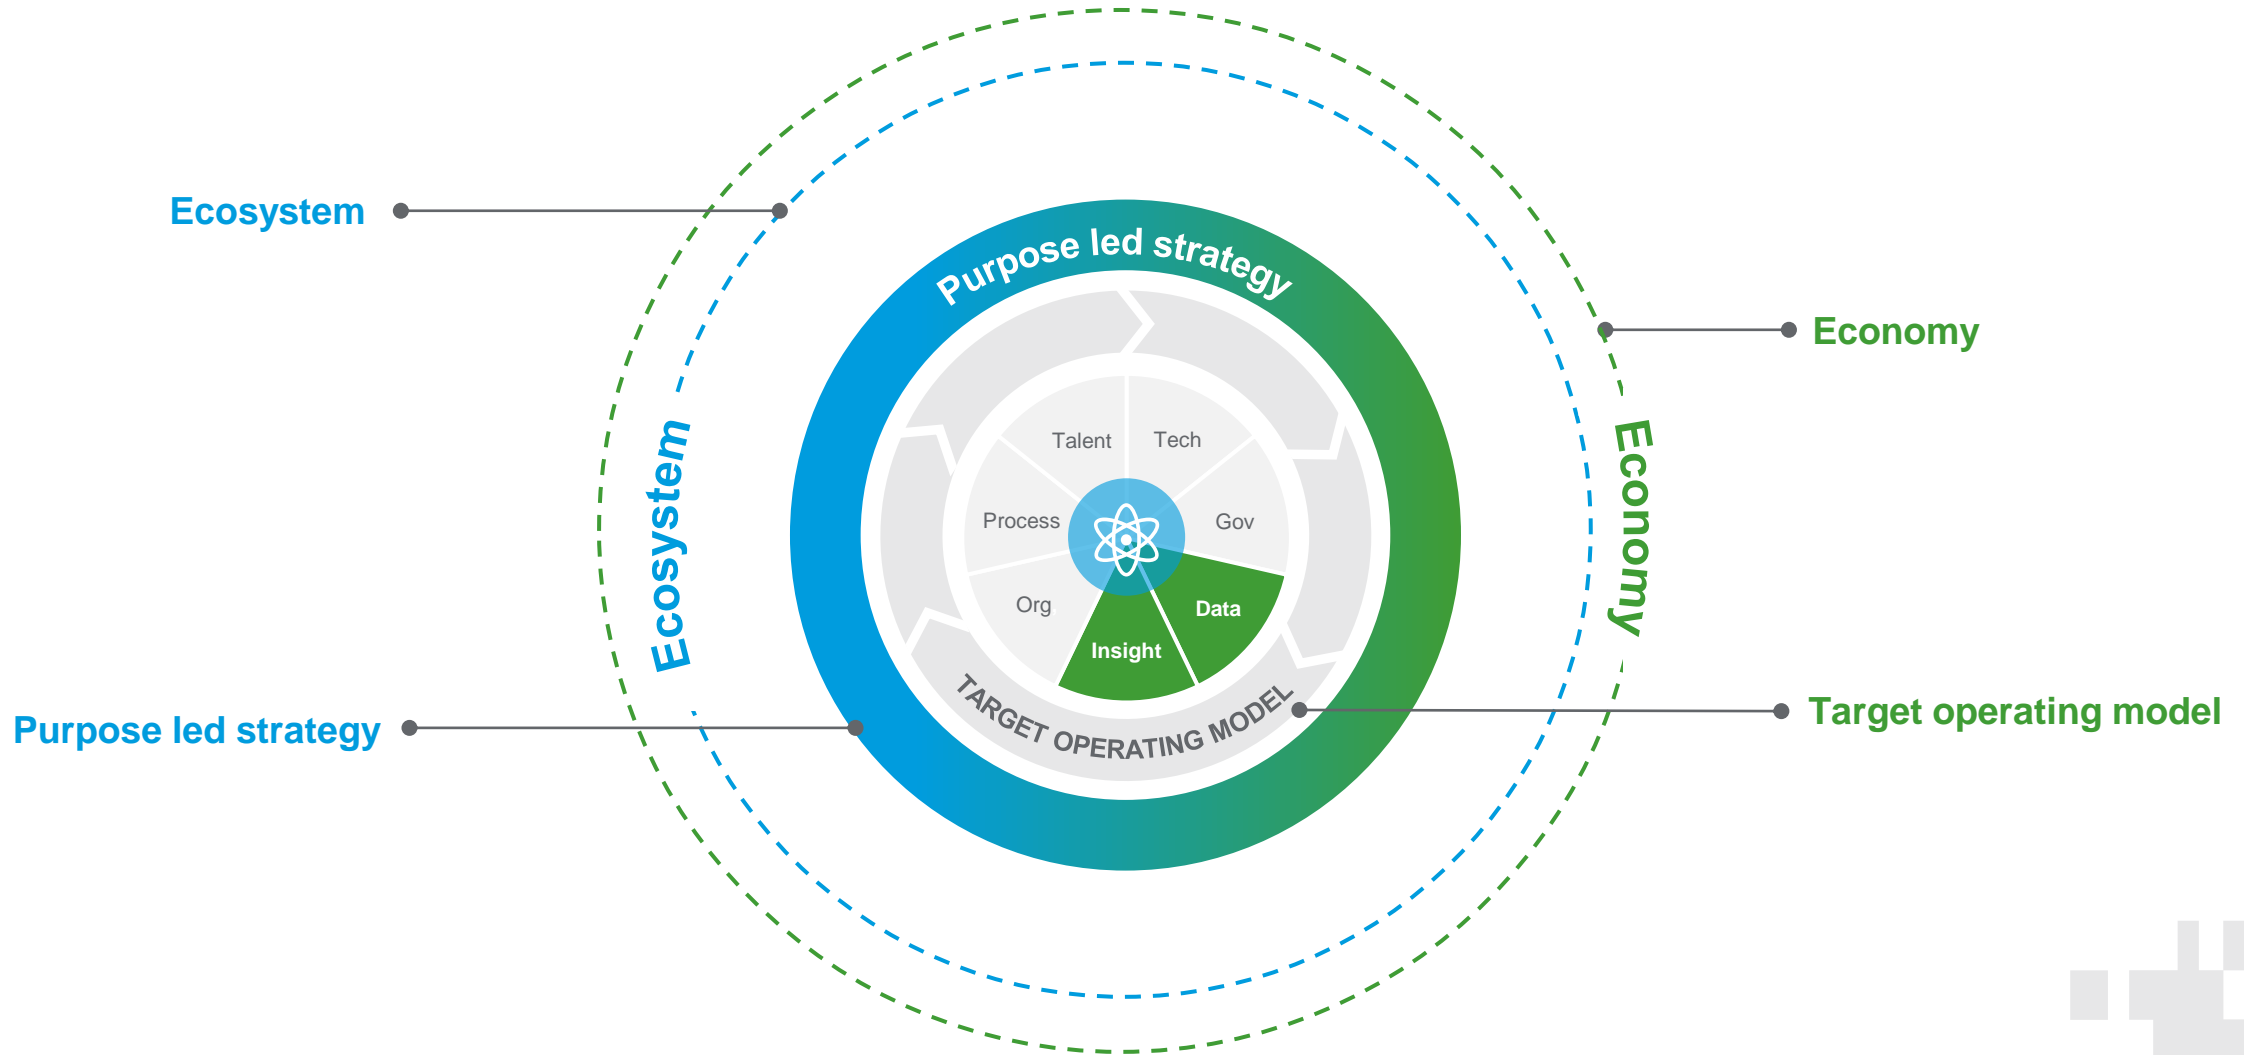 Ecosystem
Purpose led strategy
Economy
Ecosystem
Economy
Talent
Tech
Process
Gov
Org
Data
Insight
TARGET OPERATING MODEL
Purpose led strategy
Target operating model